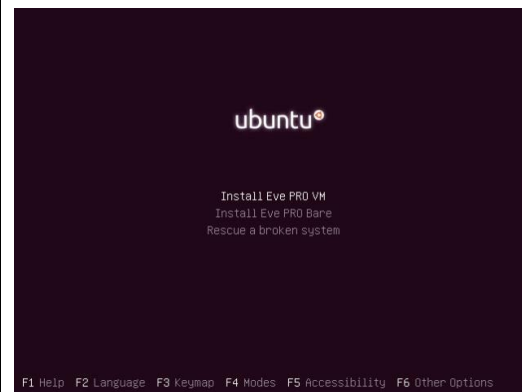 ubuntu
Install Eve PRO VM
Install Eve PRO Bare
Rescue a broken system
F1 Help F2 Language F3 Keymap F4 Modes F5 Accessibility F6 Other Options